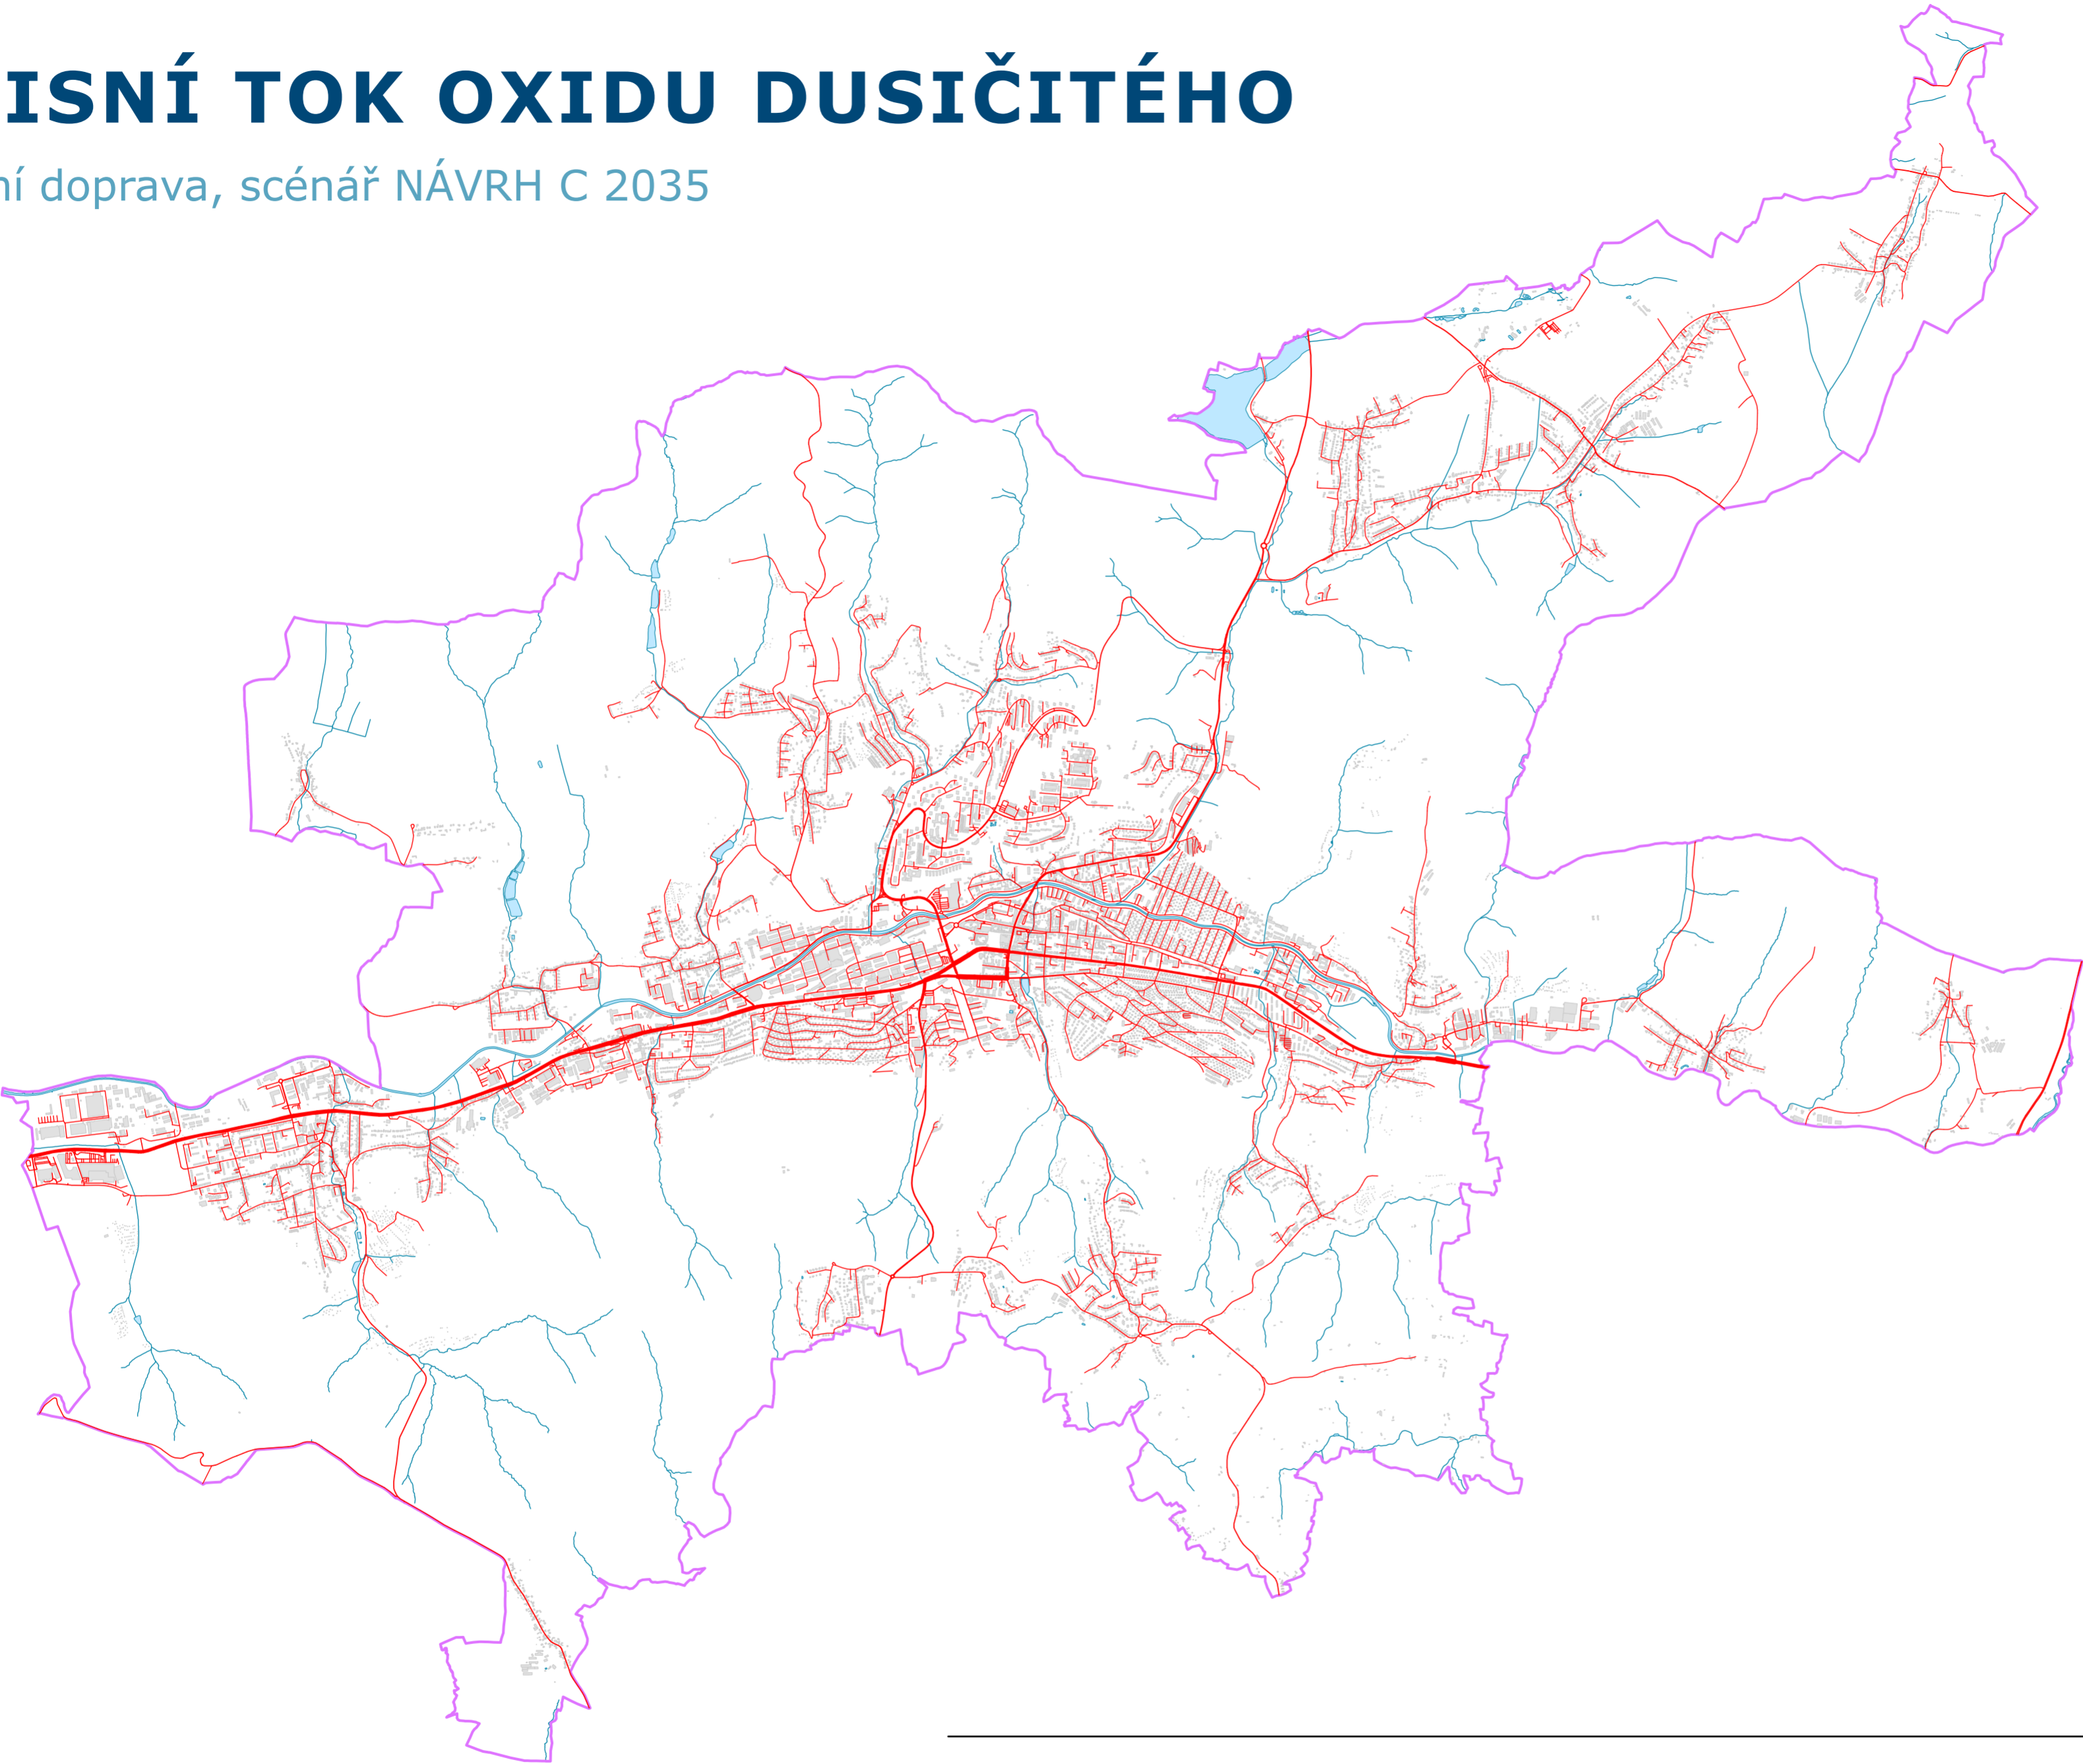 ISNÍ TOK OXIDU DUSIČITÉHO
ní doprava, scénář NÁVRH C 2035